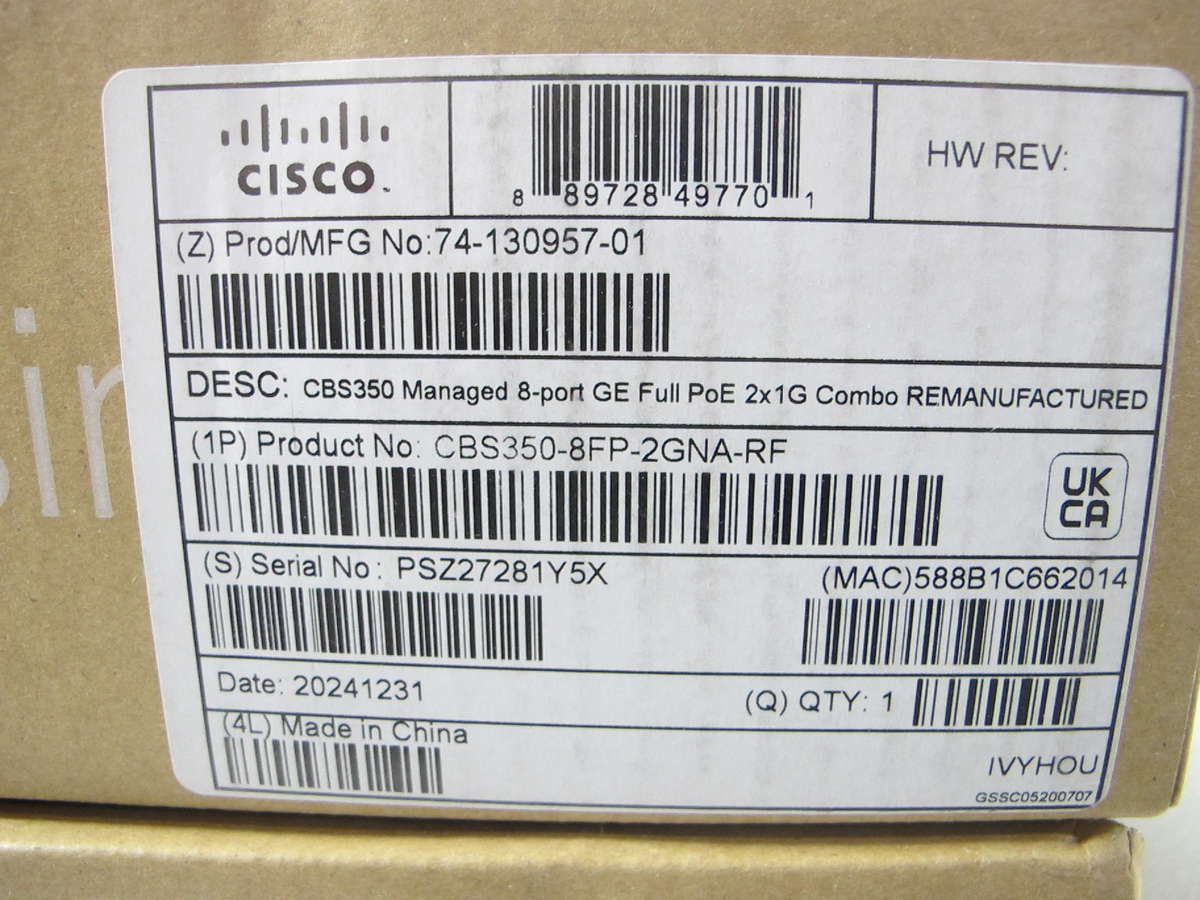 CISCO
8 89728 49770 1
HW REV:
(Z) Prod/MFG No:74-130957-01
DESC: CBS350 Managed 8-port GE Full PoE 2x1G Combo REMANUFACTURED
(1P) Product No: CBS350-8FP-2GNA-RF
UK
CA
(S) Serial No: PSZ27281Y5X
(MAC)588B1C662014
Date: 20241231
(Q) QTY: 1
(4L) Made in China
IVYHOU
GSSC05200707